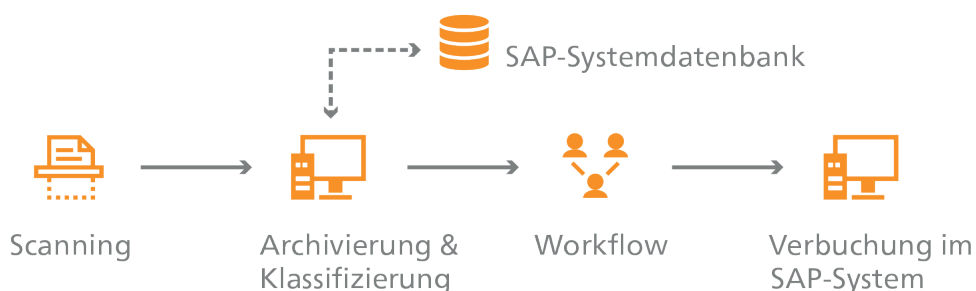 SAP-Systemdatenbank
Scanning
Archivierung &
Klassifizierung
Workflow
Verbuchung im
SAP-System